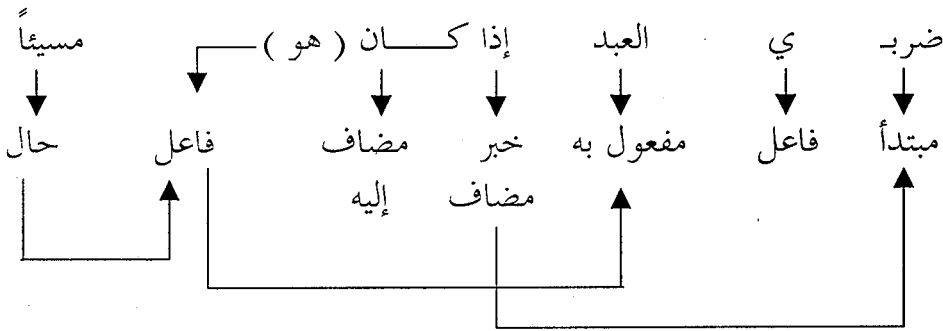 ضربـ ي العبد إذا كـــان ( هو ) مسيئاً
مبتدأ فاعل مفعول به خبر مضاف فاعل حال
مضاف إليه